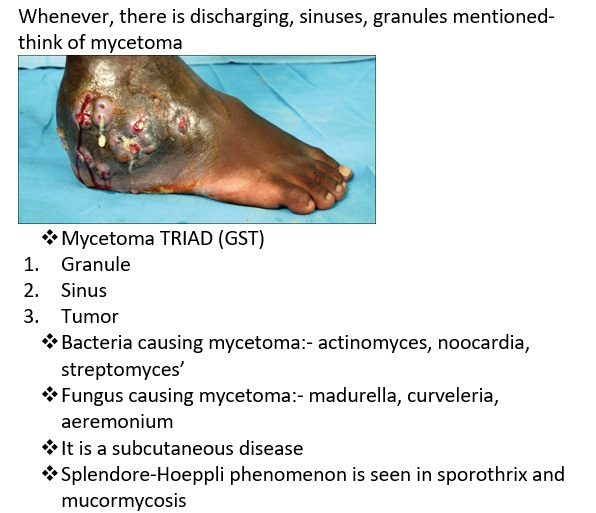 Whenever, there is discharging, sinuses, granules mentioned-
think of mycetoma
❖ Mycetoma TRIAD (GST)
1. Granule
2. Sinus
3. Tumor
❖ Bacteria causing mycetoma:- actinomyces, noocardia,
streptomyces’
❖ Fungus causing mycetoma:- madurella, curveleria,
aeremonium
❖ It is a subcutaneous disease
❖ Splendore-Hoeppli phenomenon is seen in sporothrix and
mucormycosis